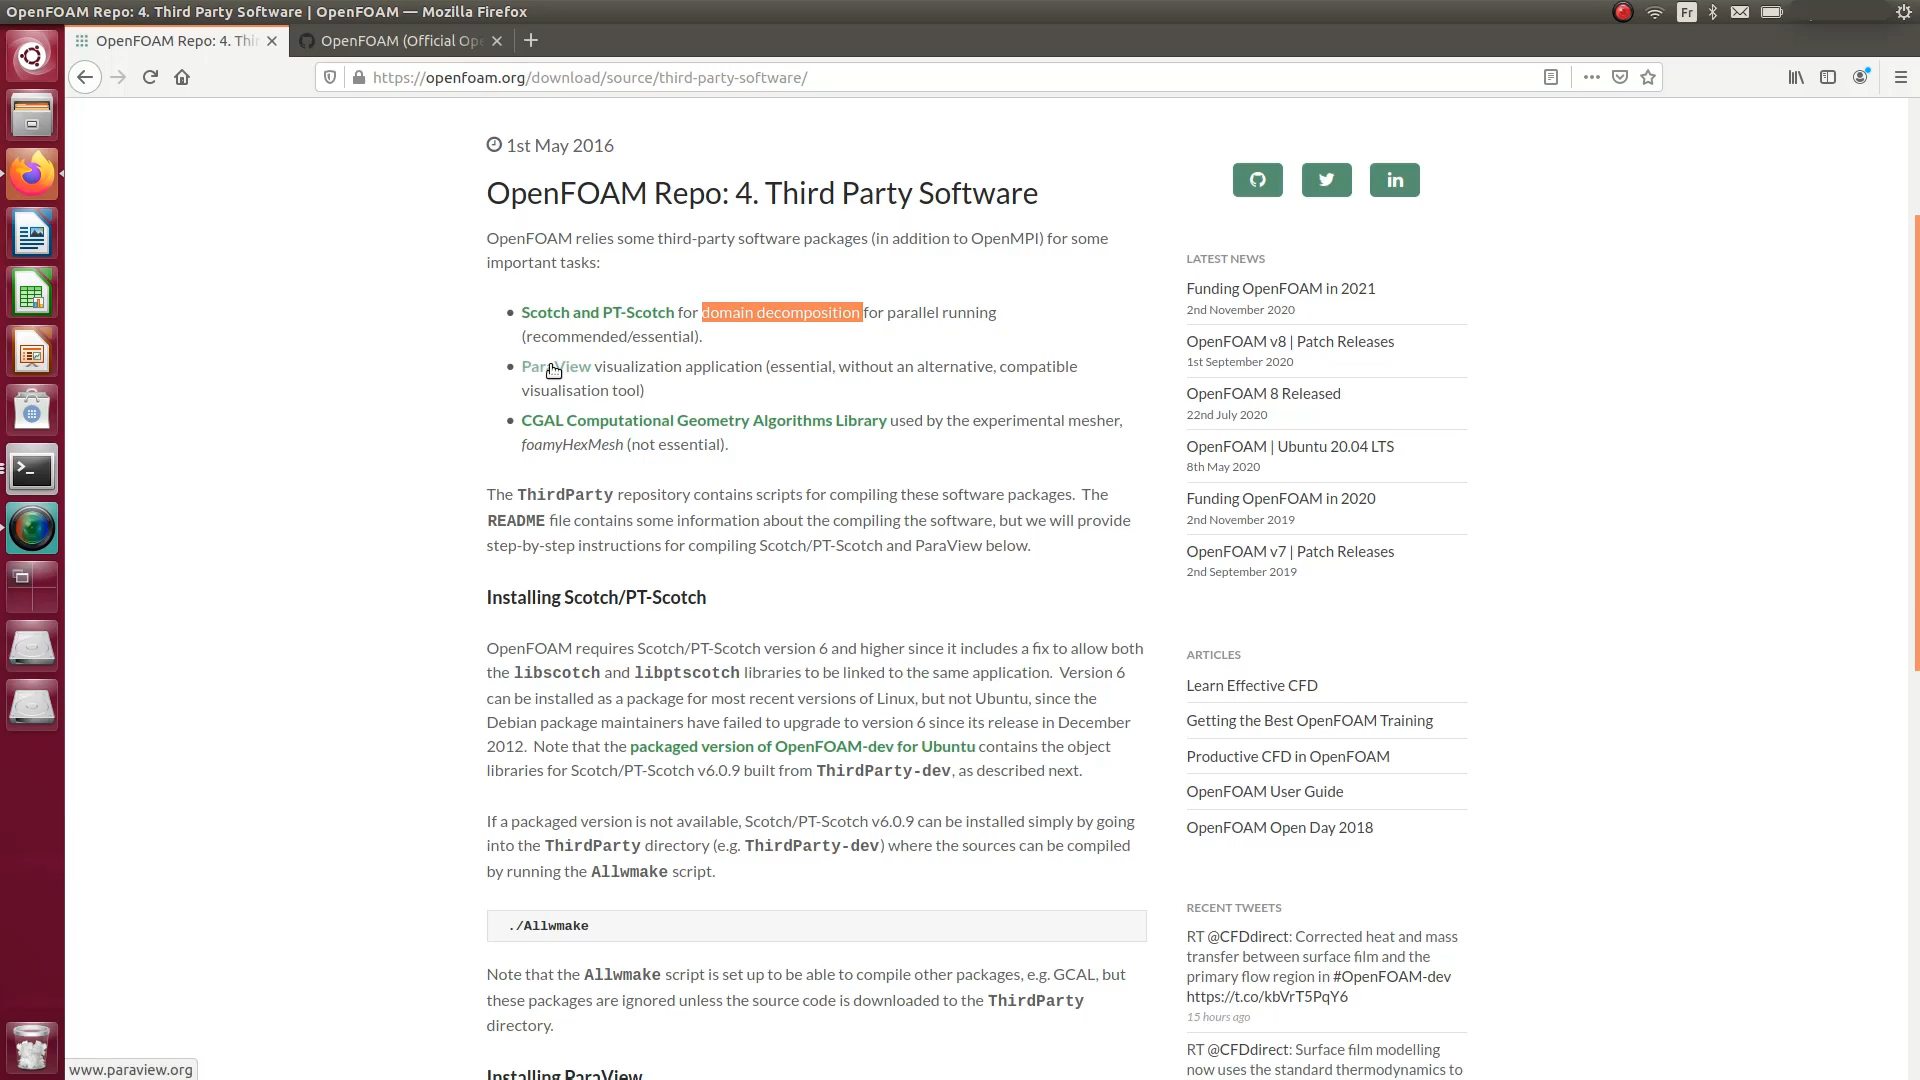 OpenFOAM Repo: 4. Third Party Software | OpenFOAM — Mozilla Firefox
Fr
OpenFOAM Repo: 4. Thi
OpenFOAM (Official Ope
https://openfoam.org/download/source/third-party-software/
1st May 2016
OpenFOAM Repo: 4. Third Party Software
OpenFOAM relies some third-party software packages (in addition to OpenMPI) for some
important tasks:
Scotch and PT-Scotch for domain decomposition for parallel running
(recommended/essential).
ParaView visualization application (essential, without an alternative, compatible
visualisation tool)
CGAL Computational Geometry Algorithms Library used by the experimental mesher,
foamyHexMesh (not essential).
The ThirdParty repository contains scripts for compiling these software packages. The
README file contains some information about the compiling the software, but we will provide
step-by-step instructions for compiling Scotch/PT-Scotch and ParaView below.
Installing Scotch/PT-Scotch
OpenFOAM requires Scotch/PT-Scotch version 6 and higher since it includes a fix to allow both
the libscotch and libptscotch libraries to be linked to the same application. Version 6
can be installed as a package for most recent versions of Linux, but not Ubuntu, since the
Debian package maintainers have failed to upgrade to version 6 since its release in December
2012. Note that the packaged version of OpenFOAM-dev for Ubuntu contains the object
libraries for Scotch/PT-Scotch v6.0.9 built from ThirdParty-dev, as described next.
If a packaged version is not available, Scotch/PT-Scotch v6.0.9 can be installed simply by going
into the ThirdParty directory (e.g. ThirdParty-dev) where the sources can be compiled
by running the Allwmake script.
./Allwmake
Note that the Allwmake script is set up to be able to compile other packages, e.g. GCAL, but
these packages are ignored unless the source code is downloaded to the ThirdParty
directory.
Installing ParaView
LATEST NEWS
Funding OpenFOAM in 2021
2nd November 2020
OpenFOAM v8 | Patch Releases
1st September 2020
OpenFOAM 8 Released
22nd July 2020
OpenFOAM | Ubuntu 20.04 LTS
8th May 2020
Funding OpenFOAM in 2020
2nd November 2019
OpenFOAM v7 | Patch Releases
2nd September 2019
ARTICLES
Learn Effective CFD
Getting the Best OpenFOAM Training
Productive CFD in OpenFOAM
OpenFOAM User Guide
OpenFOAM Open Day 2018
RECENT TWEETS
RT @CFDdirect: Corrected heat and mass
transfer between surface film and the
primary flow region in #OpenFOAM-dev
https://t.co/kbVrT5PqY6
15 hours ago
RT @CFDdirect: Surface film modelling
now uses the standard thermodynamics to
www.paraview.org